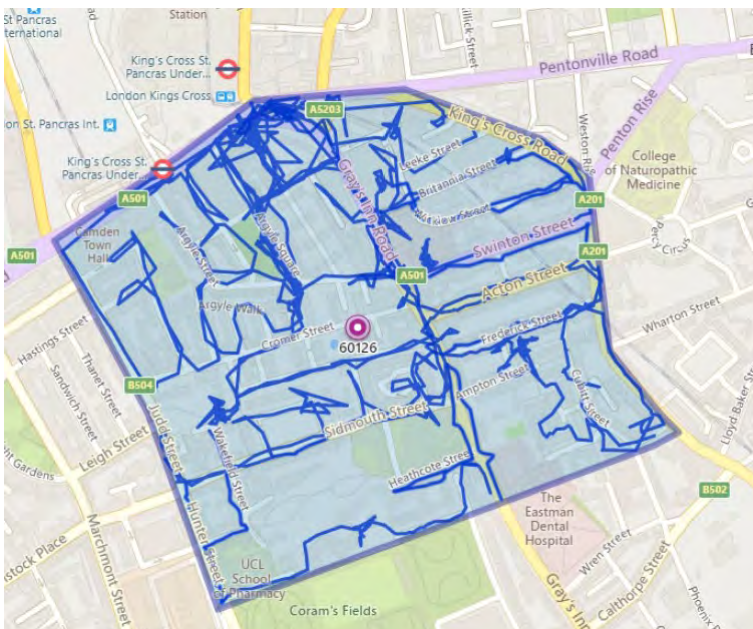 St Pancras
International
Station
King's Cross St.
Pancras Under...
London Kings Cross
Pentonville Road
A5203
King's Cross Road
Weston Rise
Penton Rise
King's Cross St.
Pancras Under...
Gray's Inn Road
Leeke Street
Britannia Street
College
of Naturopathic
Medicine
A501
A201
Camden
Town
Hall
Argyle Street
Argyle Square
Swinton Street
Percy Circus
A501
A501
A201
Acton Street
Argyle Walk
Hastings Street
Cromer Street
60126
Frederick Street
Wharton Street
Thanet Street
Sandwich Street
B504
Ampton Street
Cubitt Street
Lloyd Baker Street
Judd Street
Sidmouth Street
Leigh Street
Wakefield Street
Heathcote Street
B502
Marchmont Street
Hunter Street
The
Eastman
Dental
Hospital
Wren Street
Calthorpe Street
UCL
School
of Pharmacy
Coram's Fields
Gray's Inn